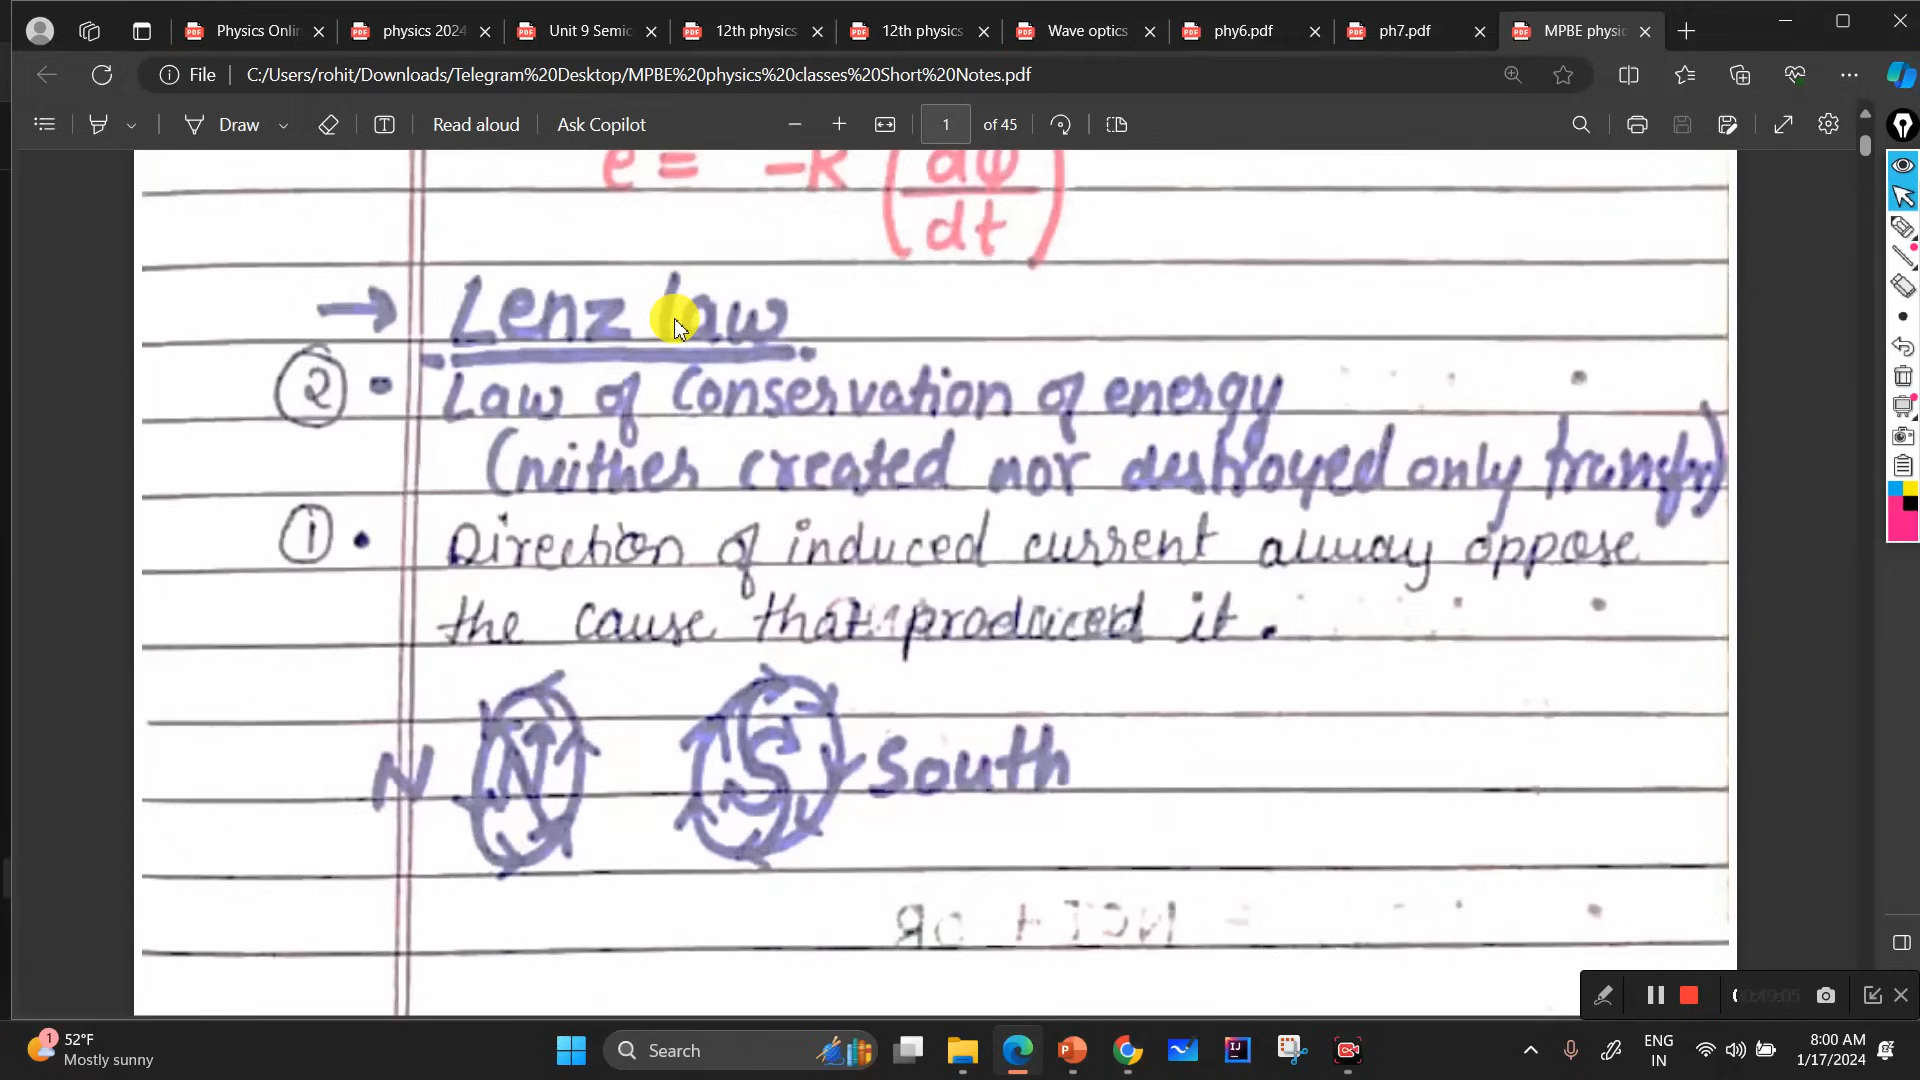 Physics Onlin
physics 2024
Unit 9 Semic
12th physics
12th physics
Wave optics
phy6.pdf
ph7.pdf
MPBE physic
File
C:/Users/rohit/Downloads/Telegram%20Desktop/MPBE%20physics%20classes%20Short%20Notes.pdf
Draw
Read aloud
Ask Copilot
1 of 45
e = -K (dφ/dt)
→ Lenz Law
② • Law of Conservation of energy
(neither created nor destroyed only transfr)
① • Direction of induced current alway oppose
the cause that produced it.
N N S South
52°F
Mostly sunny
Search
ENG
IN
8:00 AM
1/17/2024